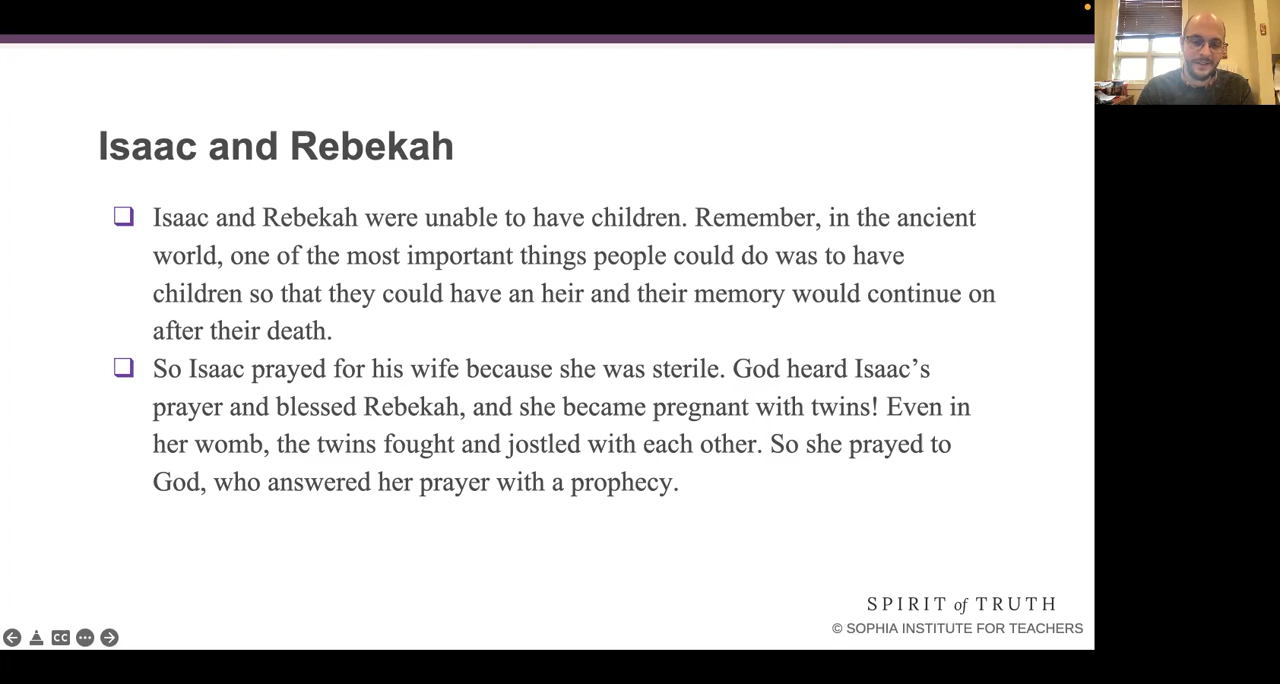 Isaac and Rebekah
Isaac and Rebekah were unable to have children. Remember, in the ancient
world, one of the most important things people could do was to have
children so that they could have an heir and their memory would continue on
after their death.
So Isaac prayed for his wife because she was sterile. God heard Isaac’s
prayer and blessed Rebekah, and she became pregnant with twins! Even in
her womb, the twins fought and jostled with each other. So she prayed to
God, who answered her prayer with a prophecy.
SPIRIT of TRUTH
© SOPHIA INSTITUTE FOR TEACHERS
CC